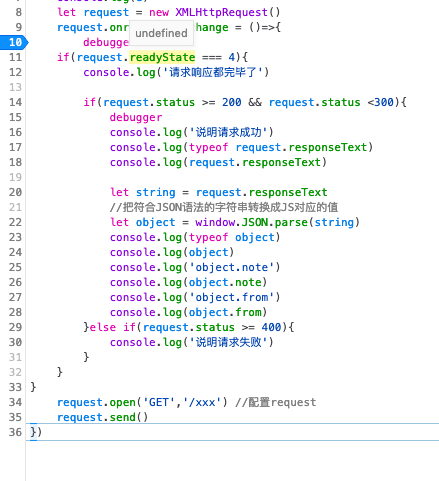 8 let request = new XMLHttpRequest()
9 request.onr hange = ()=>{
undefined
10 debugge
11 if(request.readyState === 4){
12 console.log('请求响应都完毕了')
13
14 if(request.status >= 200 && request.status <300){
15 debugger
16 console.log('说明请求成功')
17 console.log(typeof request.responseText)
18 console.log(request.responseText)
19
20 let string = request.responseText
21 //把符合JSON语法的字符串转换成JS对应的值
22 let object = window.JSON.parse(string)
23 console.log(typeof object)
24 console.log(object)
25 console.log('object.note')
26 console.log(object.note)
27 console.log('object.from')
28 console.log(object.from)
29 }else if(request.status >= 400){
30 console.log('说明请求失败')
31 }
32 }
33 }
34 request.open('GET','/xxx') //配置request
35 request.send()
36 })